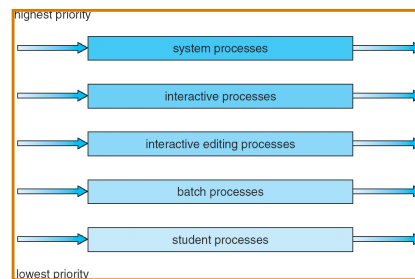 highest priority
system processes
interactive processes
interactive editing processes
batch processes
student processes
lowest priority